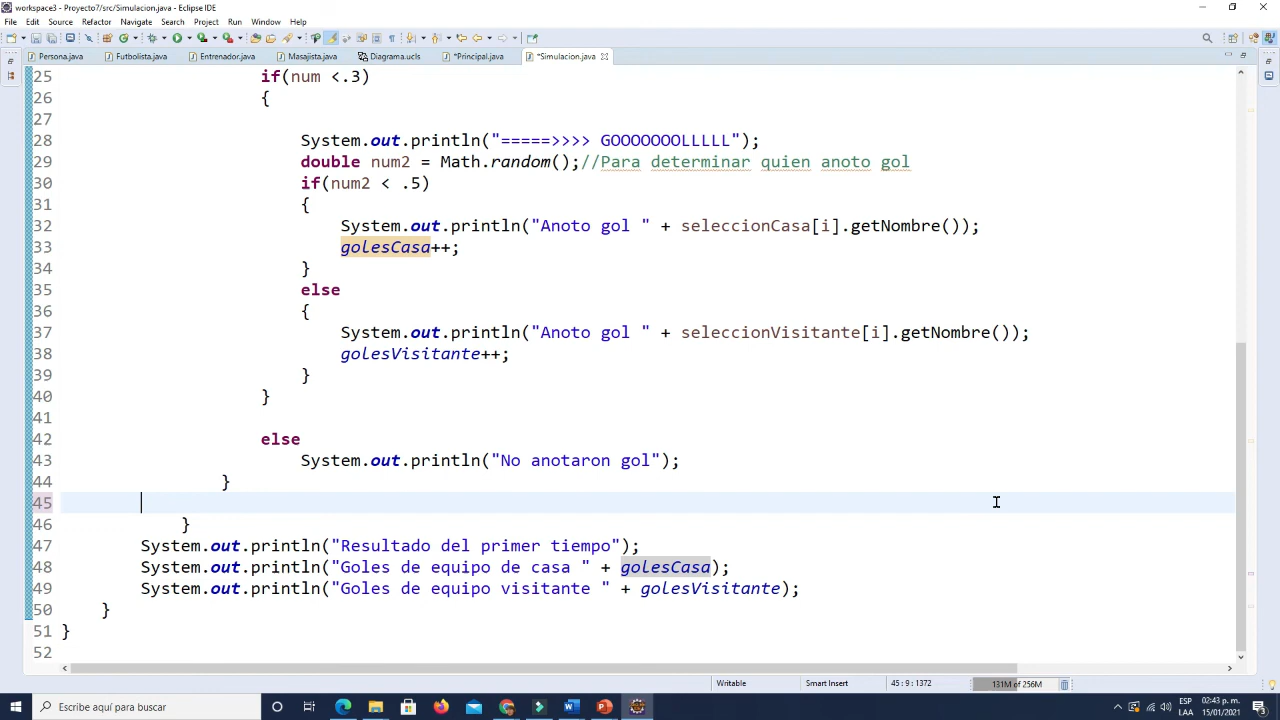 workspace3 - Proyecto7/src/Simulacion.java - Eclipse IDE
File Edit Source Refactor Navigate Search Project Run Window Help
Persona.java Futbolista.java Entrenador.java Masajista.java Diagrama.ucls *Principal.java *Simulacion.java
25 if(num <.3)
26 {
27
28 System.out.println("=====>>>> GOOOOOOOLLLLL");
29 double num2 = Math.random();//Para determinar quien anoto gol
30 if(num2 < .5)
31 {
32 System.out.println("Anoto gol " + seleccionCasa[i].getNombre());
33 golesCasa++;
34 }
35 else
36 {
37 System.out.println("Anoto gol " + seleccionVisitante[i].getNombre());
38 golesVisitante++;
39 }
40 }
41
42 else
43 System.out.println("No anotaron gol");
44 }
45
46 }
47 System.out.println("Resultado del primer tiempo");
48 System.out.println("Goles de equipo de casa " + golesCasa);
49 System.out.println("Goles de equipo visitante " + golesVisitante);
50 }
51 }
52
Writable Smart Insert 45 : 9 : 1372 131M of 256M
Escribe aquí para buscar ESP 02:43 p. m.
LAA 15/01/2021